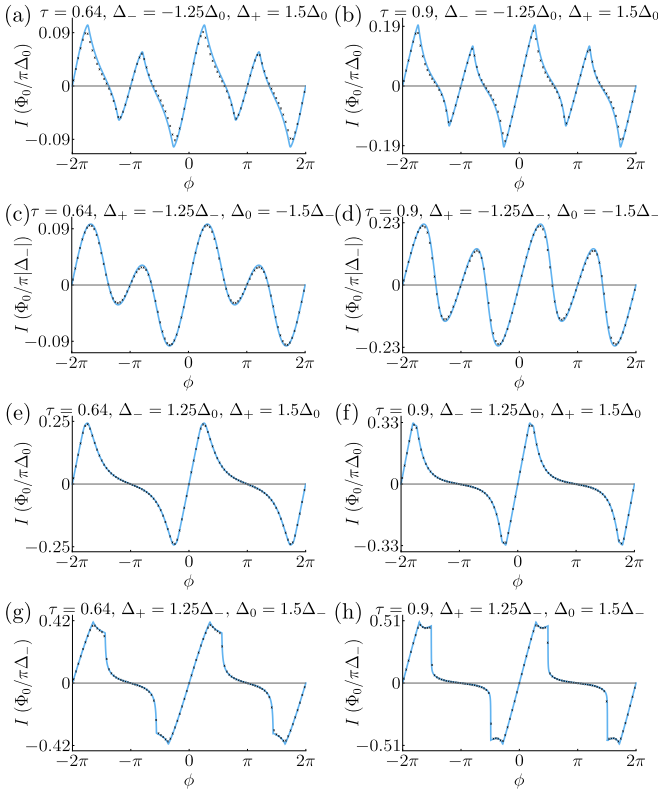 (a) τ = 0.64, Δ₋ = −1.25Δ₀, Δ₊ = 1.5Δ₀
I (Φ₀/πΔ₀)
0.09
0
−0.09
−2π −π 0 π 2π
ϕ
(b) τ = 0.9, Δ₋ = −1.25Δ₀, Δ₊ = 1.5Δ₀
I (Φ₀/πΔ₀)
0.19
0
−0.19
−2π −π 0 π 2π
ϕ
(c) τ = 0.64, Δ₊ = −1.25Δ₋, Δ₀ = −1.5Δ₋
I (Φ₀/π|Δ₋|)
0.09
0
−0.09
−2π −π 0 π 2π
ϕ
(d) τ = 0.9, Δ₊ = −1.25Δ₋, Δ₀ = −1.5Δ₋
I (Φ₀/π|Δ₋|)
0.23
0
−0.23
−2π −π 0 π 2π
ϕ
(e) τ = 0.64, Δ₋ = 1.25Δ₀, Δ₊ = 1.5Δ₀
I (Φ₀/πΔ₀)
0.25
0
−0.25
−2π −π 0 π 2π
ϕ
(f) τ = 0.9, Δ₋ = 1.25Δ₀, Δ₊ = 1.5Δ₀
I (Φ₀/πΔ₀)
0.33
0
−0.33
−2π −π 0 π 2π
ϕ
(g) τ = 0.64, Δ₊ = 1.25Δ₋, Δ₀ = 1.5Δ₋
I (Φ₀/πΔ₋)
0.42
0
−0.42
−2π −π 0 π 2π
ϕ
(h) τ = 0.9, Δ₊ = 1.25Δ₋, Δ₀ = 1.5Δ₋
I (Φ₀/πΔ₋)
0.51
0
−0.51
−2π −π 0 π 2π
ϕ